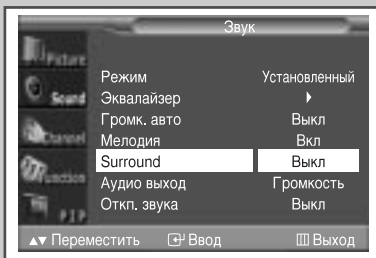 Звук
Picture
Sound
Channel
Function
PIP
Режим Установленный
Эквалайзер
Громк. авто Выкл
Мелодия Вкл
Surround Выкл
Аудио выход Громкость
Откл. звука Выкл
▲▼ Переместить Ввод Выход